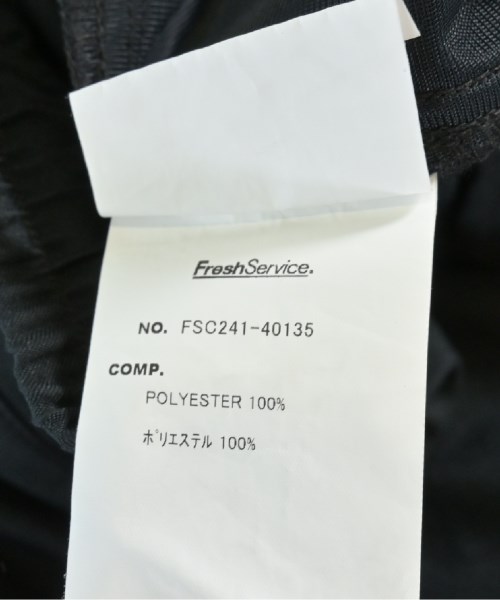 FreshService.
NO. FSC241-40135
COMP.
POLYESTER 100%
ポリエステル 100%